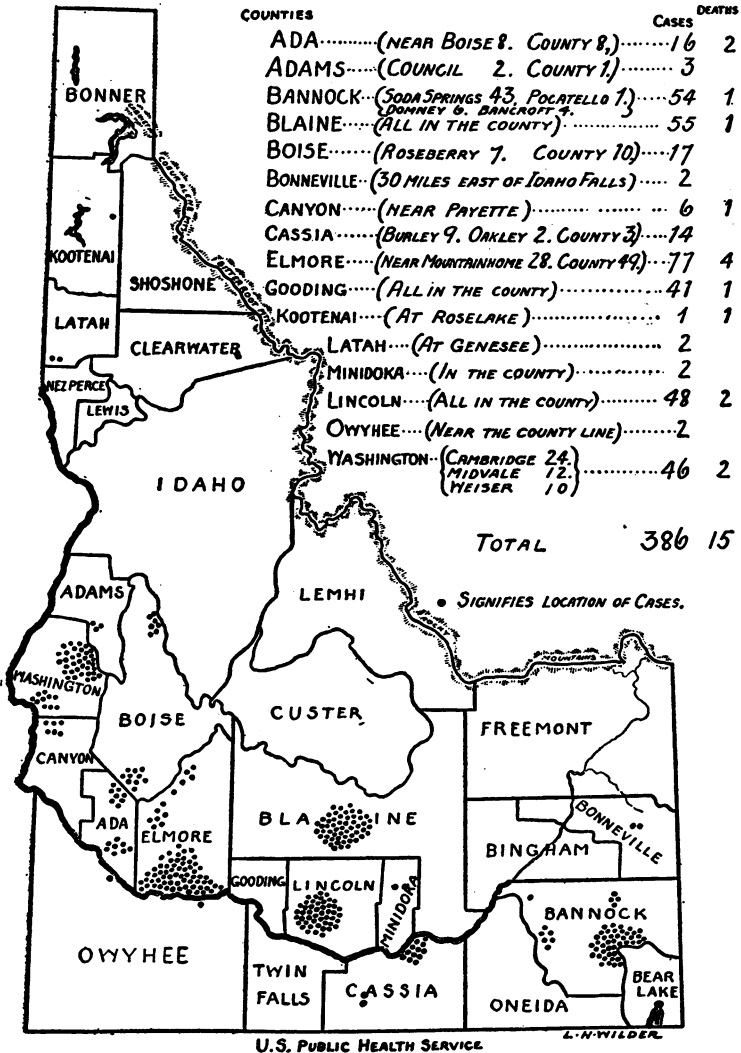 COUNTIES CASES DEATHS
ADA (NEAR BOISE 8. COUNTY 8,) 16 2
ADAMS (COUNCIL 2. COUNTY 1.) 3
BANNOCK (SODA SPRINGS 43. POCATELLO 1.) 54 1
DOWNEY 6. BANCROFT 4.
BLAINE (ALL IN THE COUNTY) 55 1
BOISE (ROSEBERRY 7. COUNTY 10,) 17
BONNEVILLE (30 MILES EAST OF IDAHO FALLS) 2
CANYON (NEAR PAYETTE) 6 1
CASSIA (BURLEY 9. OAKLEY 2. COUNTY 3,) 14
ELMORE (NEAR MOUNTAINHOME 28. COUNTY 49.) 77 4
GOODING (ALL IN THE COUNTY) 41 1
KOOTENAI (AT ROSELAKE) 1 1
LATAH (AT GENESEE) 2
MINIDOKA (IN THE COUNTY) 2
LINCOLN (ALL IN THE COUNTY) 48 2
OWYHEE (NEAR THE COUNTY LINE) 2
WASHINGTON (CAMBRIDGE 24.
MIDVALE 12.
WEISER 10) 46 2
TOTAL 386 15
• SIGNIFIES LOCATION OF CASES.
BONNER
KOOTENAI
SHOSHONE
BITTER ROOT
LATAH
CLEARWATER
NEZ PERCE
LEWIS
IDAHO
ADAMS
LEMHI
MOUNTAINS
WASHINGTON
BOISE
CUSTER
FREEMONT
CANYON
ADA
ELMORE
BLAINE
BONNEVILLE
BINGHAM
GOODING
LINCOLN
MINIDOKA
BANNOCK
OWYHEE
TWIN
FALLS
CASSIA
ONEIDA
BEAR
LAKE
L.H. WILDER
U.S. PUBLIC HEALTH SERVICE